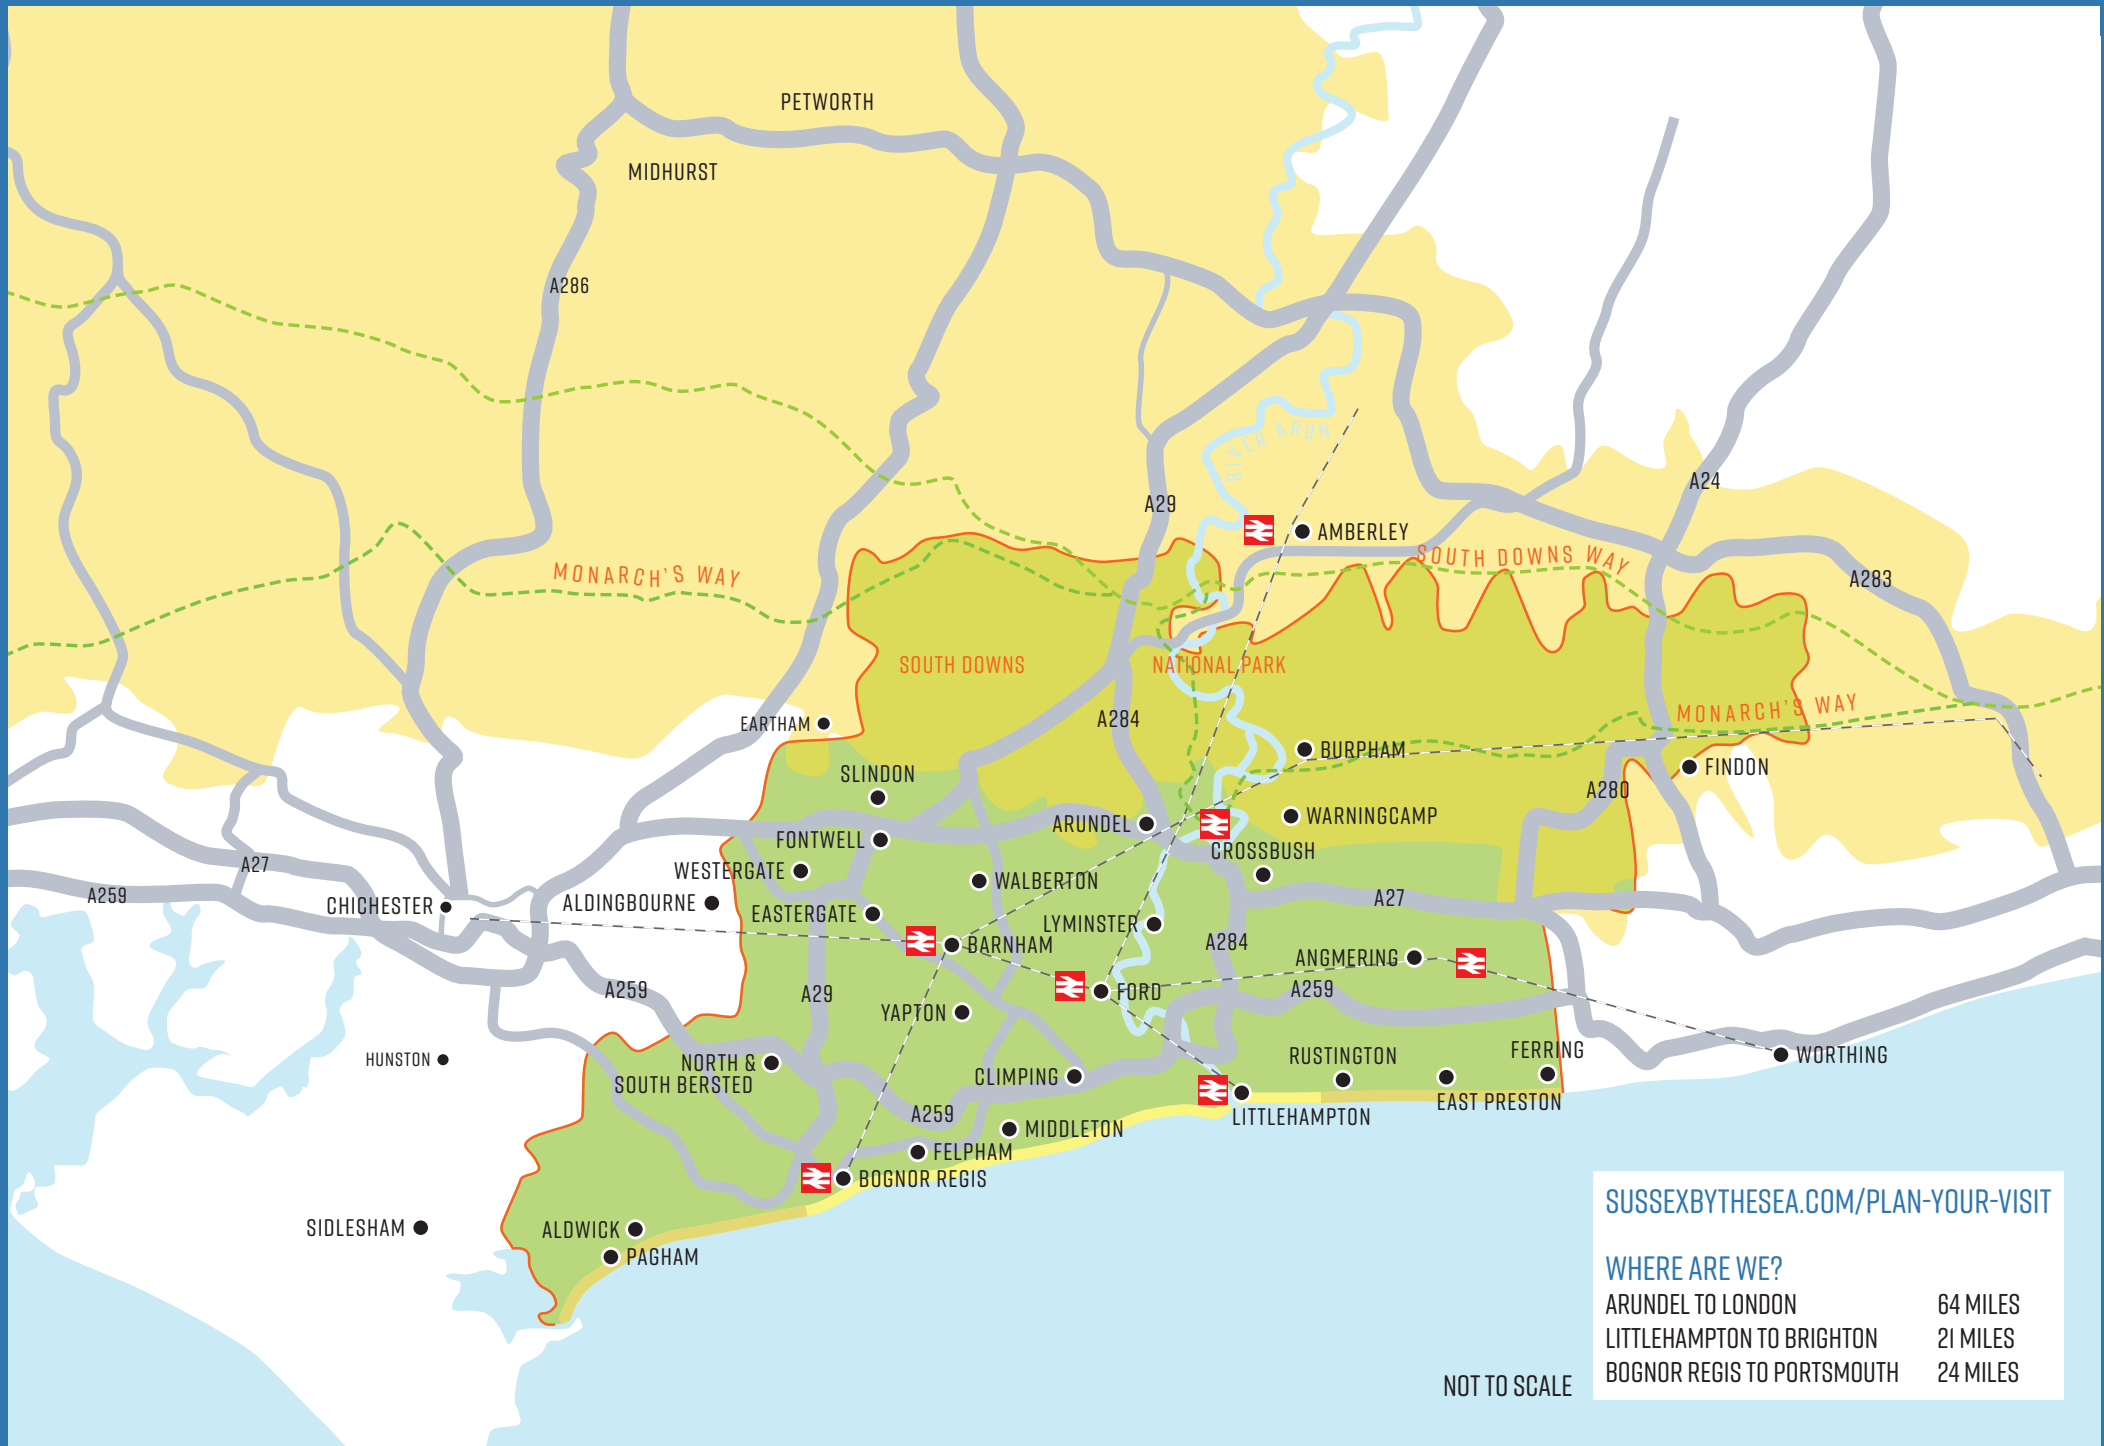 PETWORTH
MIDHURST
A286
RIVER ARUN
A24
A29
AMBERLEY
SOUTH DOWNS WAY
MONARCH'S WAY
A283
SOUTH DOWNS
NATIONAL PARK
MONARCH'S WAY
A284
EARTHAM
BURPHAM
FINDON
SLINDON
A280
WARNINGCAMP
ARUNDEL
FONTWELL
CROSSBUSH
A27
WESTERGATE
WALBERTON
A259
A27
CHICHESTER
ALDINGBOURNE
EASTERGATE
LYMINSTER
BARNHAM
A284
ANGMERING
A259
A29
FORD
A259
YAPTON
HUNSTON
NORTH &
SOUTH BERSTED
CLIMPING
RUSTINGTON
FERRING
WORTHING
EAST PRESTON
A259
LITTLEHAMPTON
MIDDLETON
FELPHAM
BOGNOR REGIS
SIDLESHAM
ALDWICK
PAGHAM
SUSSEXBYTHESEA.COM/PLAN-YOUR-VISIT
WHERE ARE WE?
ARUNDEL TO LONDON 64 MILES
LITTLEHAMPTON TO BRIGHTON 21 MILES
BOGNOR REGIS TO PORTSMOUTH 24 MILES
NOT TO SCALE